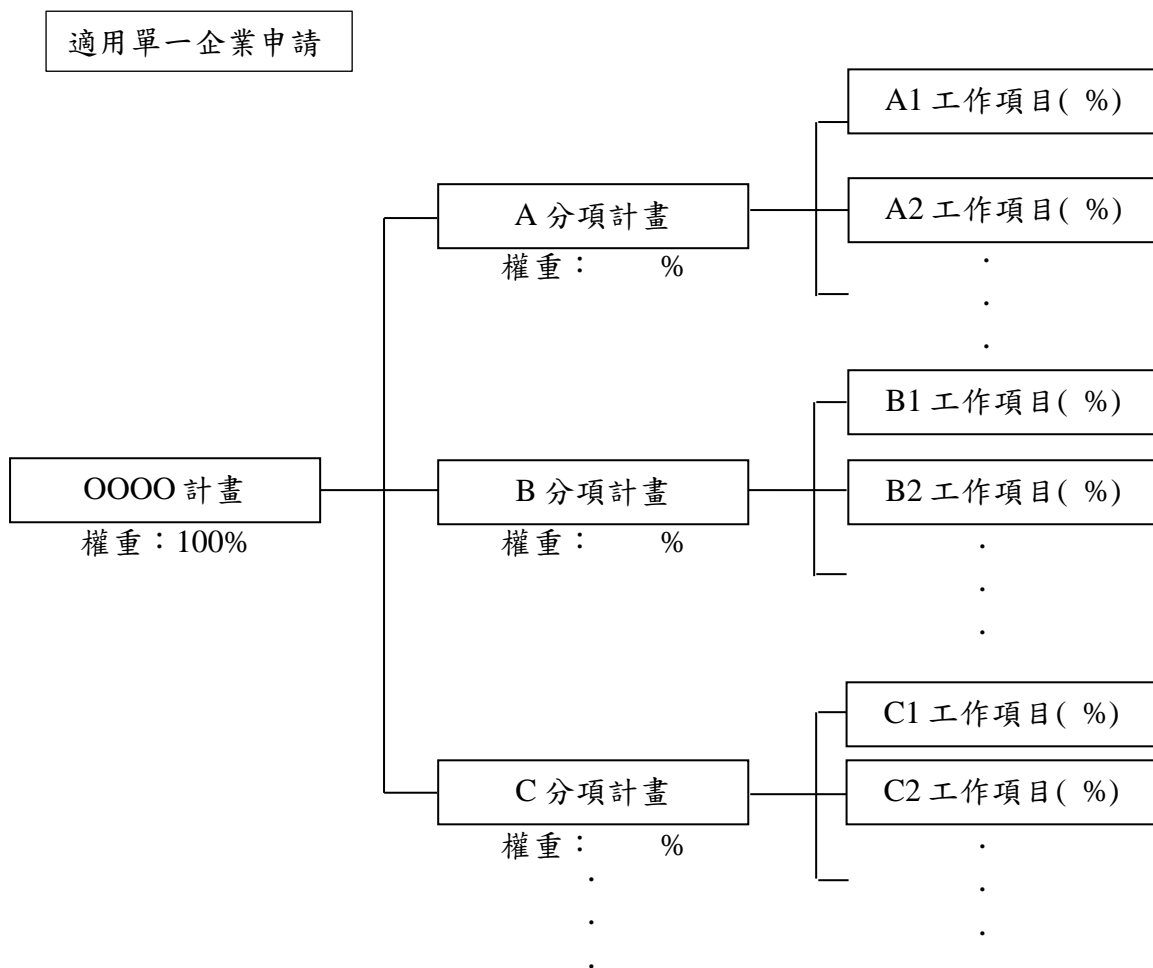 適用單一企業申請
A1 工作項目( %)
A 分項計畫
權重： %
A2 工作項目( %)
．
．
．
B1 工作項目( %)
OOOO 計畫
權重：100%
B 分項計畫
權重： %
B2 工作項目( %)
．
．
．
C1 工作項目( %)
C 分項計畫
權重： %
C2 工作項目( %)
．
．
．
．
．
．